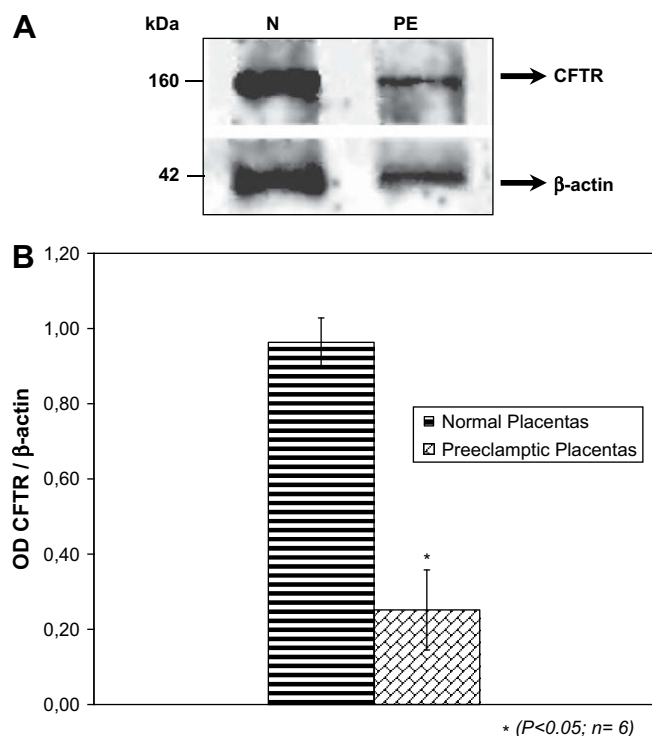 A
kDa N PE
160 CFTR
42 β-actin
B
1,20
1,00
0,80
0,60
0,40
0,20
0,00
OD CFTR / β-actin
Normal Placentas
Preeclamptic Placentas
*
* (P<0.05; n= 6)